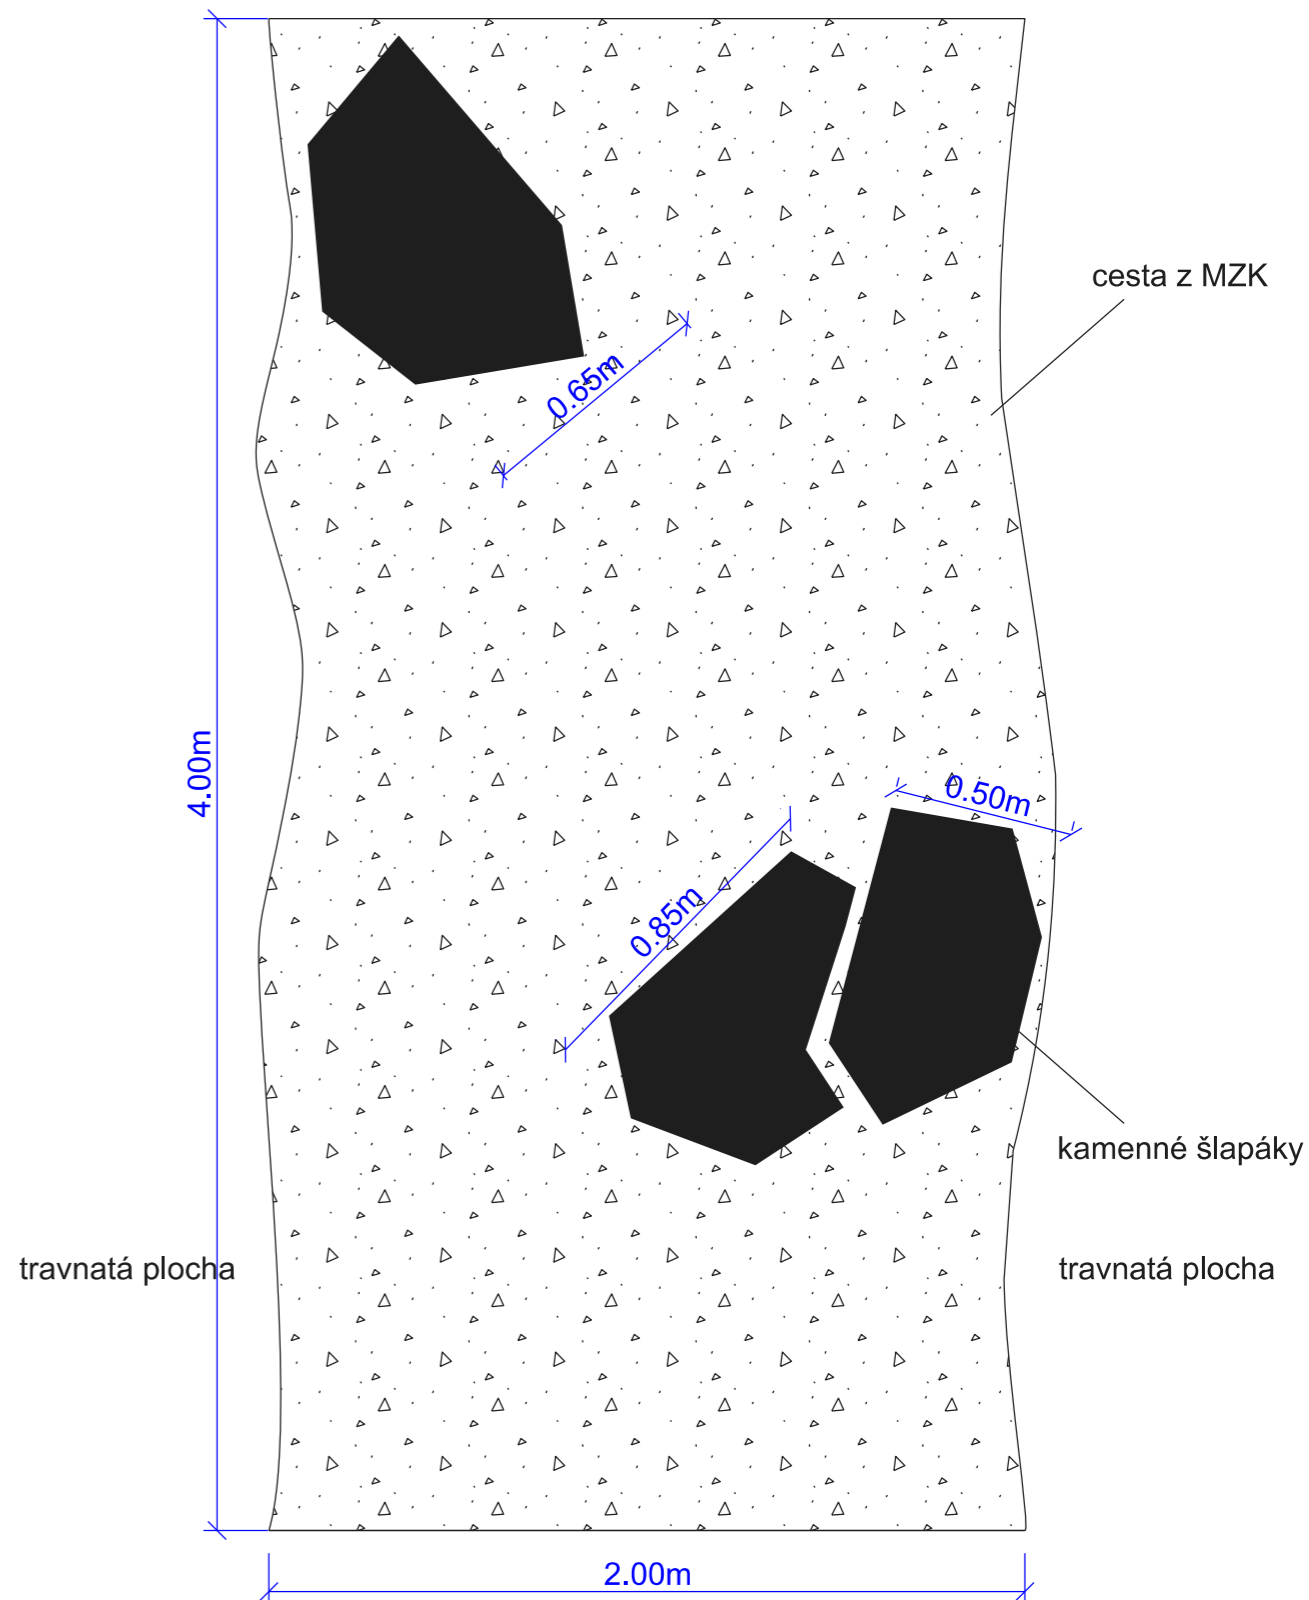 cesta z MZK
0.65m
4.00m
0.50m
0.85m
kamenné šlapáky
travnatá plocha
travnatá plocha
2.00m